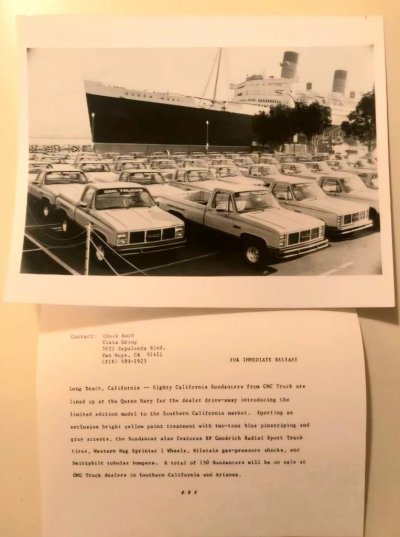 GMC TRUCKS
Contact: Chuck Koch
Vista Group
5601 Sepulveda Blvd.
Van Nuys, CA
(818) 989-1923
FOR IMMEDIATE RELEASE
Long Beach, California -- Eighty California Sundancers from GMC Truck are
lined up at the Queen Mary for the dealer drive-away introducing the
limited edition model to the Southern California market. Sporting an
exclusive bright yellow paint treatment with two-tone blue pinstriping and
grey accents, the Sundancer also features BF Goodrich Radial Sport Truck
tires, Western Mag Sprinter I Wheels, Bilstein gas-pressure shocks, and
Smittybilt tubular bumpers. A total of 150 Sundancers will be on sale at
GMC Truck dealers in Southern California and Arizona.
# # #